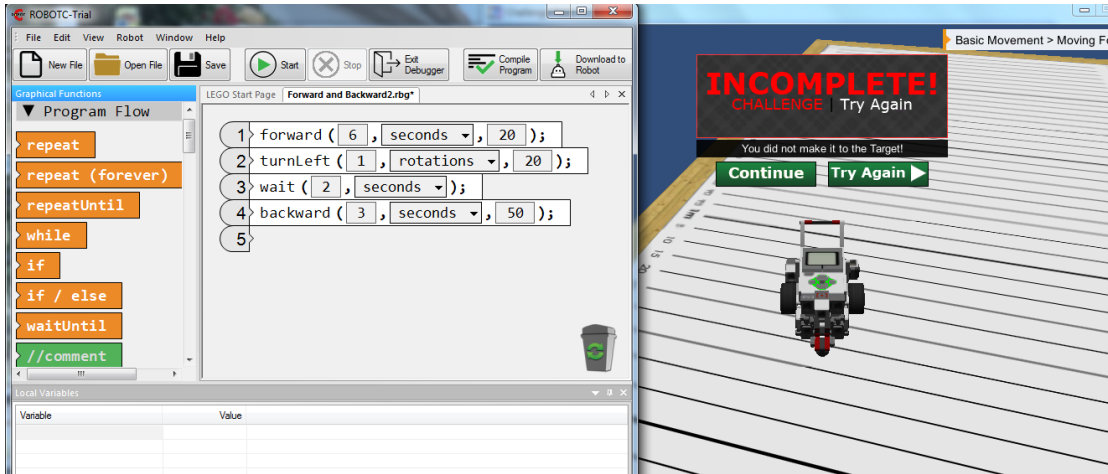 ROBOTC-Trial
File Edit View Robot Window Help
New File Open File Save Start Stop Exit Debugger Compile Program Download to Robot
Graphical Functions
▼ Program Flow
repeat
repeat (forever)
repeatUntil
while
if
if / else
waitUntil
//comment
LEGO Start Page Forward and Backward2.rbg*
1 forward ( 6 , seconds , 20 );
2 turnLeft ( 1 , rotations , 20 );
3 wait ( 2 , seconds );
4 backward ( 3 , seconds , 50 );
5
Local Variables
Variable Value
Basic Movement > Moving
INCOMPLETE!
CHALLENGE | Try Again
You did not make it to the Target!
Continue Try Again
10
15
20